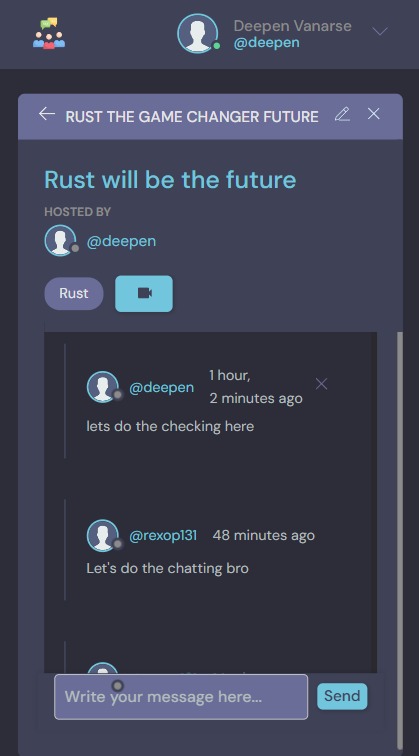 Deepen Vanarse
@deepen
RUST THE GAME CHANGER FUTURE
Rust will be the future
HOSTED BY
@deepen
Rust
@deepen
1 hour,
2 minutes ago
lets do the checking here
@rexop131 48 minutes ago
Let's do the chatting bro
Write your message here...
Send